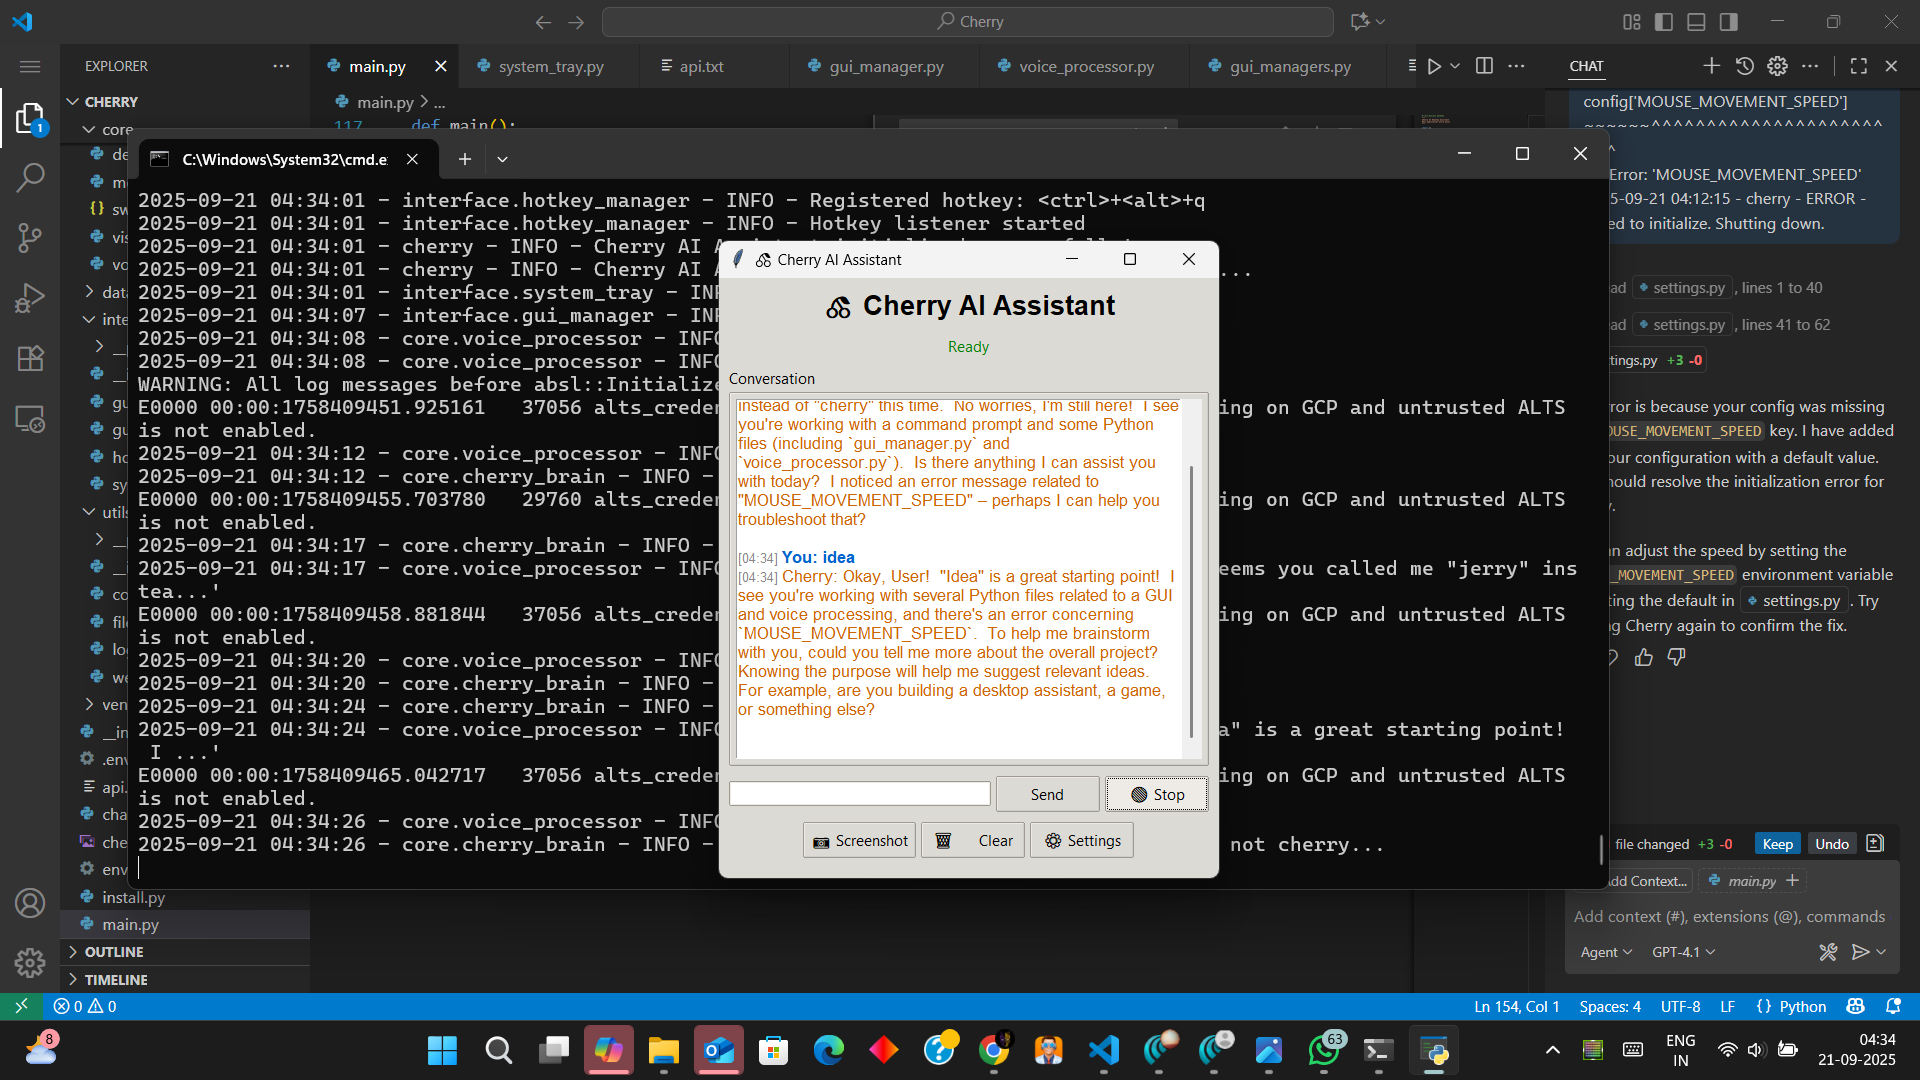 Cherry
EXPLORER
main.py
system_tray.py
api.txt
gui_manager.py
voice_processor.py
gui_managers.py
CHAT
CHERRY
main.py > ...
config['MOUSE_MOVEMENT_SPEED']
core
117 def main():
~~~~~~^^^^^^^^^^^^^^^^^^^^^^^^
^
C:\Windows\System32\cmd.e
Error: 'MOUSE_MOVEMENT_SPEED'
5-09-21 04:12:15 - cherry - ERROR -
ed to initialize. Shutting down.
2025-09-21 04:34:01 - interface.hotkey_manager - INFO - Registered hotkey: <ctrl>+<alt>+q
2025-09-21 04:34:01 - interface.hotkey_manager - INFO - Hotkey listener started
2025-09-21 04:34:01 - cherry - INFO - Cherry AI A
2025-09-21 04:34:01 - cherry - INFO - Cherry AI A
...
2025-09-21 04:34:01 - interface.system_tray - IN
2025-09-21 04:34:07 - interface.gui_manager - INF
2025-09-21 04:34:08 - core.voice_processor - INFO
2025-09-21 04:34:08 - core.voice_processor - INFO
WARNING: All log messages before absl::Initialize
E0000 00:00:1758409451.925161 37056 alts_creden
ing on GCP and untrusted ALTS
is not enabled.
2025-09-21 04:34:12 - core.voice_processor - INFO
2025-09-21 04:34:12 - core.cherry_brain - INFO -
E0000 00:00:1758409455.703780 29760 alts_creden
ing on GCP and untrusted ALTS
is not enabled.
2025-09-21 04:34:17 - core.cherry_brain - INFO -
2025-09-21 04:34:17 - core.voice_processor - INFO
eems you called me "jerry" ins
tea...'
E0000 00:00:1758409458.881844 37056 alts_creden
ing on GCP and untrusted ALTS
is not enabled.
2025-09-21 04:34:20 - core.voice_processor - INFO
2025-09-21 04:34:20 - core.cherry_brain - INFO -
2025-09-21 04:34:24 - core.cherry_brain - INFO -
2025-09-21 04:34:24 - core.voice_processor - INFO
a" is a great starting point!
I ...'
E0000 00:00:1758409465.042717 37056 alts_creden
ing on GCP and untrusted ALTS
is not enabled.
2025-09-21 04:34:26 - core.voice_processor - INFO
2025-09-21 04:34:26 - core.cherry_brain - INFO -
not cherry...
Cherry AI Assistant
Cherry AI Assistant
Ready
Conversation
instead of "cherry" this time. No worries, I'm still here! I see
you're working with a command prompt and some Python
files (including `gui_manager.py` and
`voice_processor.py`). Is there anything I can assist you
with today? I noticed an error message related to
"MOUSE_MOVEMENT_SPEED" – perhaps I can help you
troubleshoot that?
[04:34] You: idea
[04:34] Cherry: Okay, User! "Idea" is a great starting point! I
see you're working with several Python files related to a GUI
and voice processing, and there's an error concerning
`MOUSE_MOVEMENT_SPEED`. To help me brainstorm
with you, could you tell me more about the overall project?
Knowing the purpose will help me suggest relevant ideas.
For example, are you building a desktop assistant, a game,
or something else?
Send
Stop
Screenshot
Clear
Settings
ad settings.py, lines 1 to 40
ad settings.py, lines 41 to 62
ttings.py +3 -0
ror is because your config was missing
OUSE_MOVEMENT_SPEED key. I have added
our configuration with a default value.
hould resolve the initialization error for
y.
n adjust the speed by setting the
_MOVEMENT_SPEED environment variable
ting the default in settings.py. Try
ng Cherry again to confirm the fix.
file changed +3 -0
Keep
Undo
Add Context...
main.py
Add context (#), extensions (@), commands
Agent
GPT-4.1
de
m
sw
vis
vo
data
inte
gu
gu
ho
sy
utils
co
file
lo
we
ven
__in
.env
api.
cha
che
env
install.py
main.py
OUTLINE
TIMELINE
1
0 0
Ln 154, Col 1
Spaces: 4
UTF-8
LF
{ } Python
8
63
ENG
IN
04:34
21-09-2025